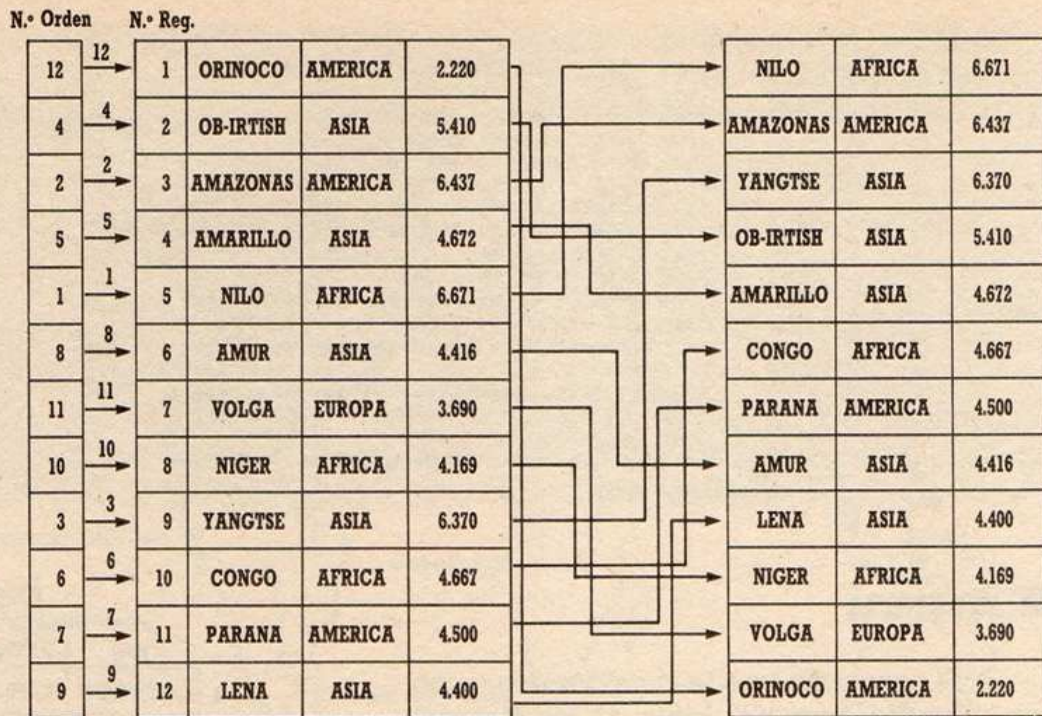 N.º Orden N.º Reg.
12 12 1 ORINOCO AMERICA 2.220 NILO AFRICA 6.671
4 4 2 OB-IRTISH ASIA 5.410 AMAZONAS AMERICA 6.437
2 2 3 AMAZONAS AMERICA 6.437 YANGTSE ASIA 6.370
5 5 4 AMARILLO ASIA 4.672 OB-IRTISH ASIA 5.410
1 1 5 NILO AFRICA 6.671 AMARILLO ASIA 4.672
8 8 6 AMUR ASIA 4.416 CONGO AFRICA 4.667
11 11 7 VOLGA EUROPA 3.690 PARANA AMERICA 4.500
10 10 8 NIGER AFRICA 4.169 AMUR ASIA 4.416
3 3 9 YANGTSE ASIA 6.370 LENA ASIA 4.400
6 6 10 CONGO AFRICA 4.667 NIGER AFRICA 4.169
7 7 11 PARANA AMERICA 4.500 VOLGA EUROPA 3.690
9 9 12 LENA ASIA 4.400 ORINOCO AMERICA 2.220